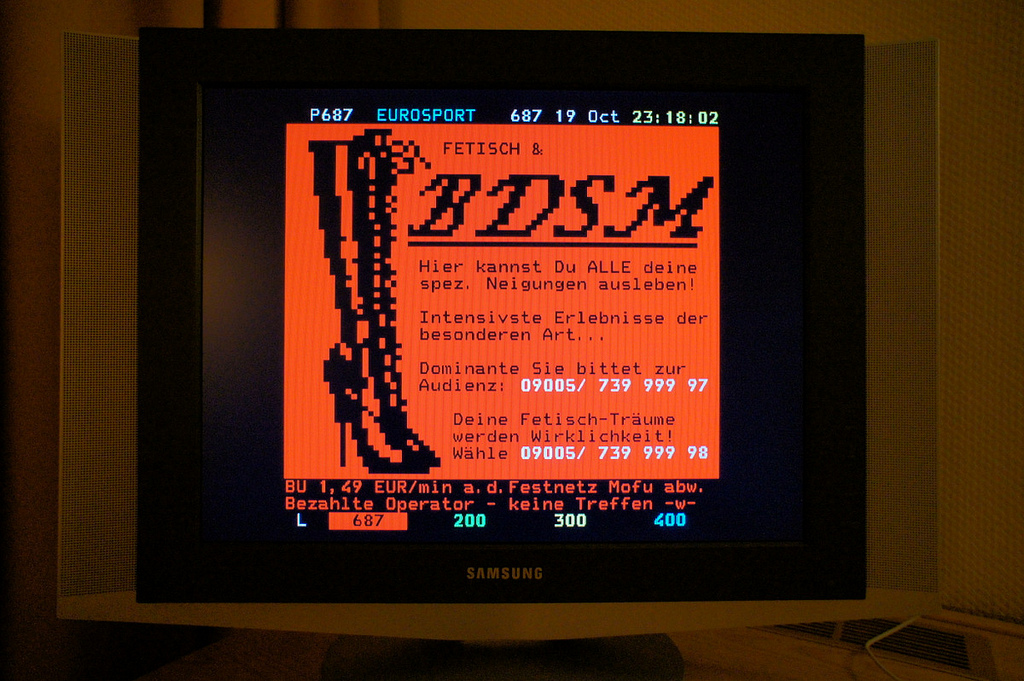 P687 EUROSPORT 687 19 Oct 23:18:02
FETISCH &
BDSM
Hier kannst Du ALLE deine
spez. Neigungen ausleben!
Intensivste Erlebnisse der
besonderen Art...
Dominante Sie bittet zur
Audienz: 09005/ 739 999 97
Deine Fetisch-Träume
werden Wirklichkeit!
Wähle 09005/ 739 999 98
BU 1,49 EUR/min a.d.Festnetz Mofu abw.
Bezahlte Operator - keine Treffen -w-
L 687 200 300 400
SAMSUNG